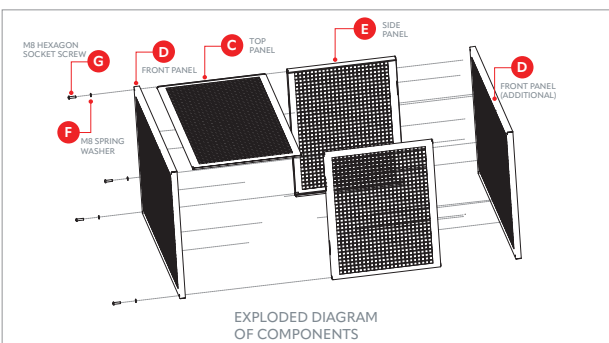 M8 HEXAGON
SOCKET SCREW
G
D
FRONT PANEL
C
TOP
PANEL
E
SIDE
PANEL
D
FRONT PANEL
(ADDITIONAL)
F
M8 SPRING
WASHER
EXPLODED DIAGRAM
OF COMPONENTS